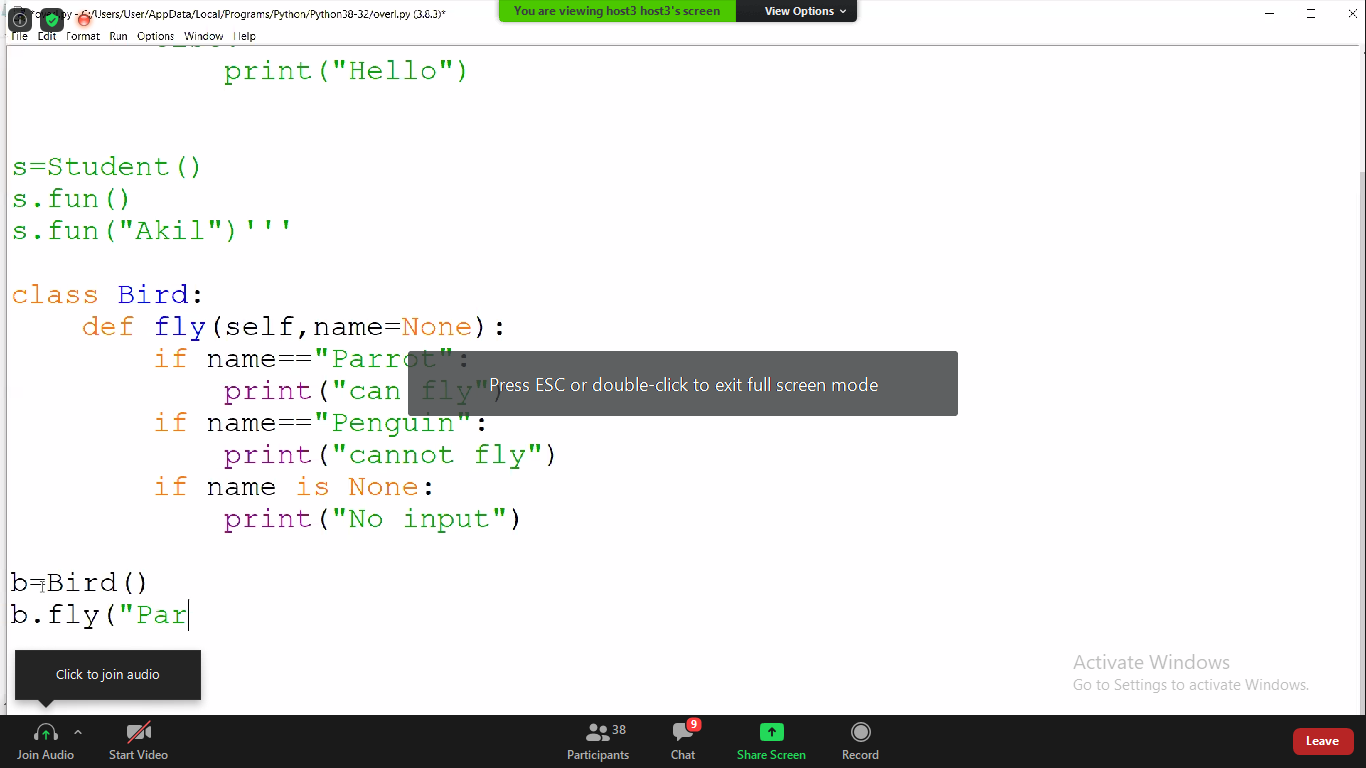 /Users/User/AppData/Local/Programs/Python/Python38-32/overl.py (3.8.3)*
You are viewing host3 host3's screen
View Options
File Edit Format Run Options Window Help
print("Hello")
s=Student()
s.fun()
s.fun("Akil")'''
class Bird:
def fly(self,name=None):
if name=="Parrot":
print("can fly")
Press ESC or double-click to exit full screen mode
if name=="Penguin":
print("cannot fly")
if name is None:
print("No input")
b=Bird()
b.fly("Par
Click to join audio
Activate Windows
Go to Settings to activate Windows.
Join Audio
Start Video
Participants 38
Chat 9
Share Screen
Record
Leave